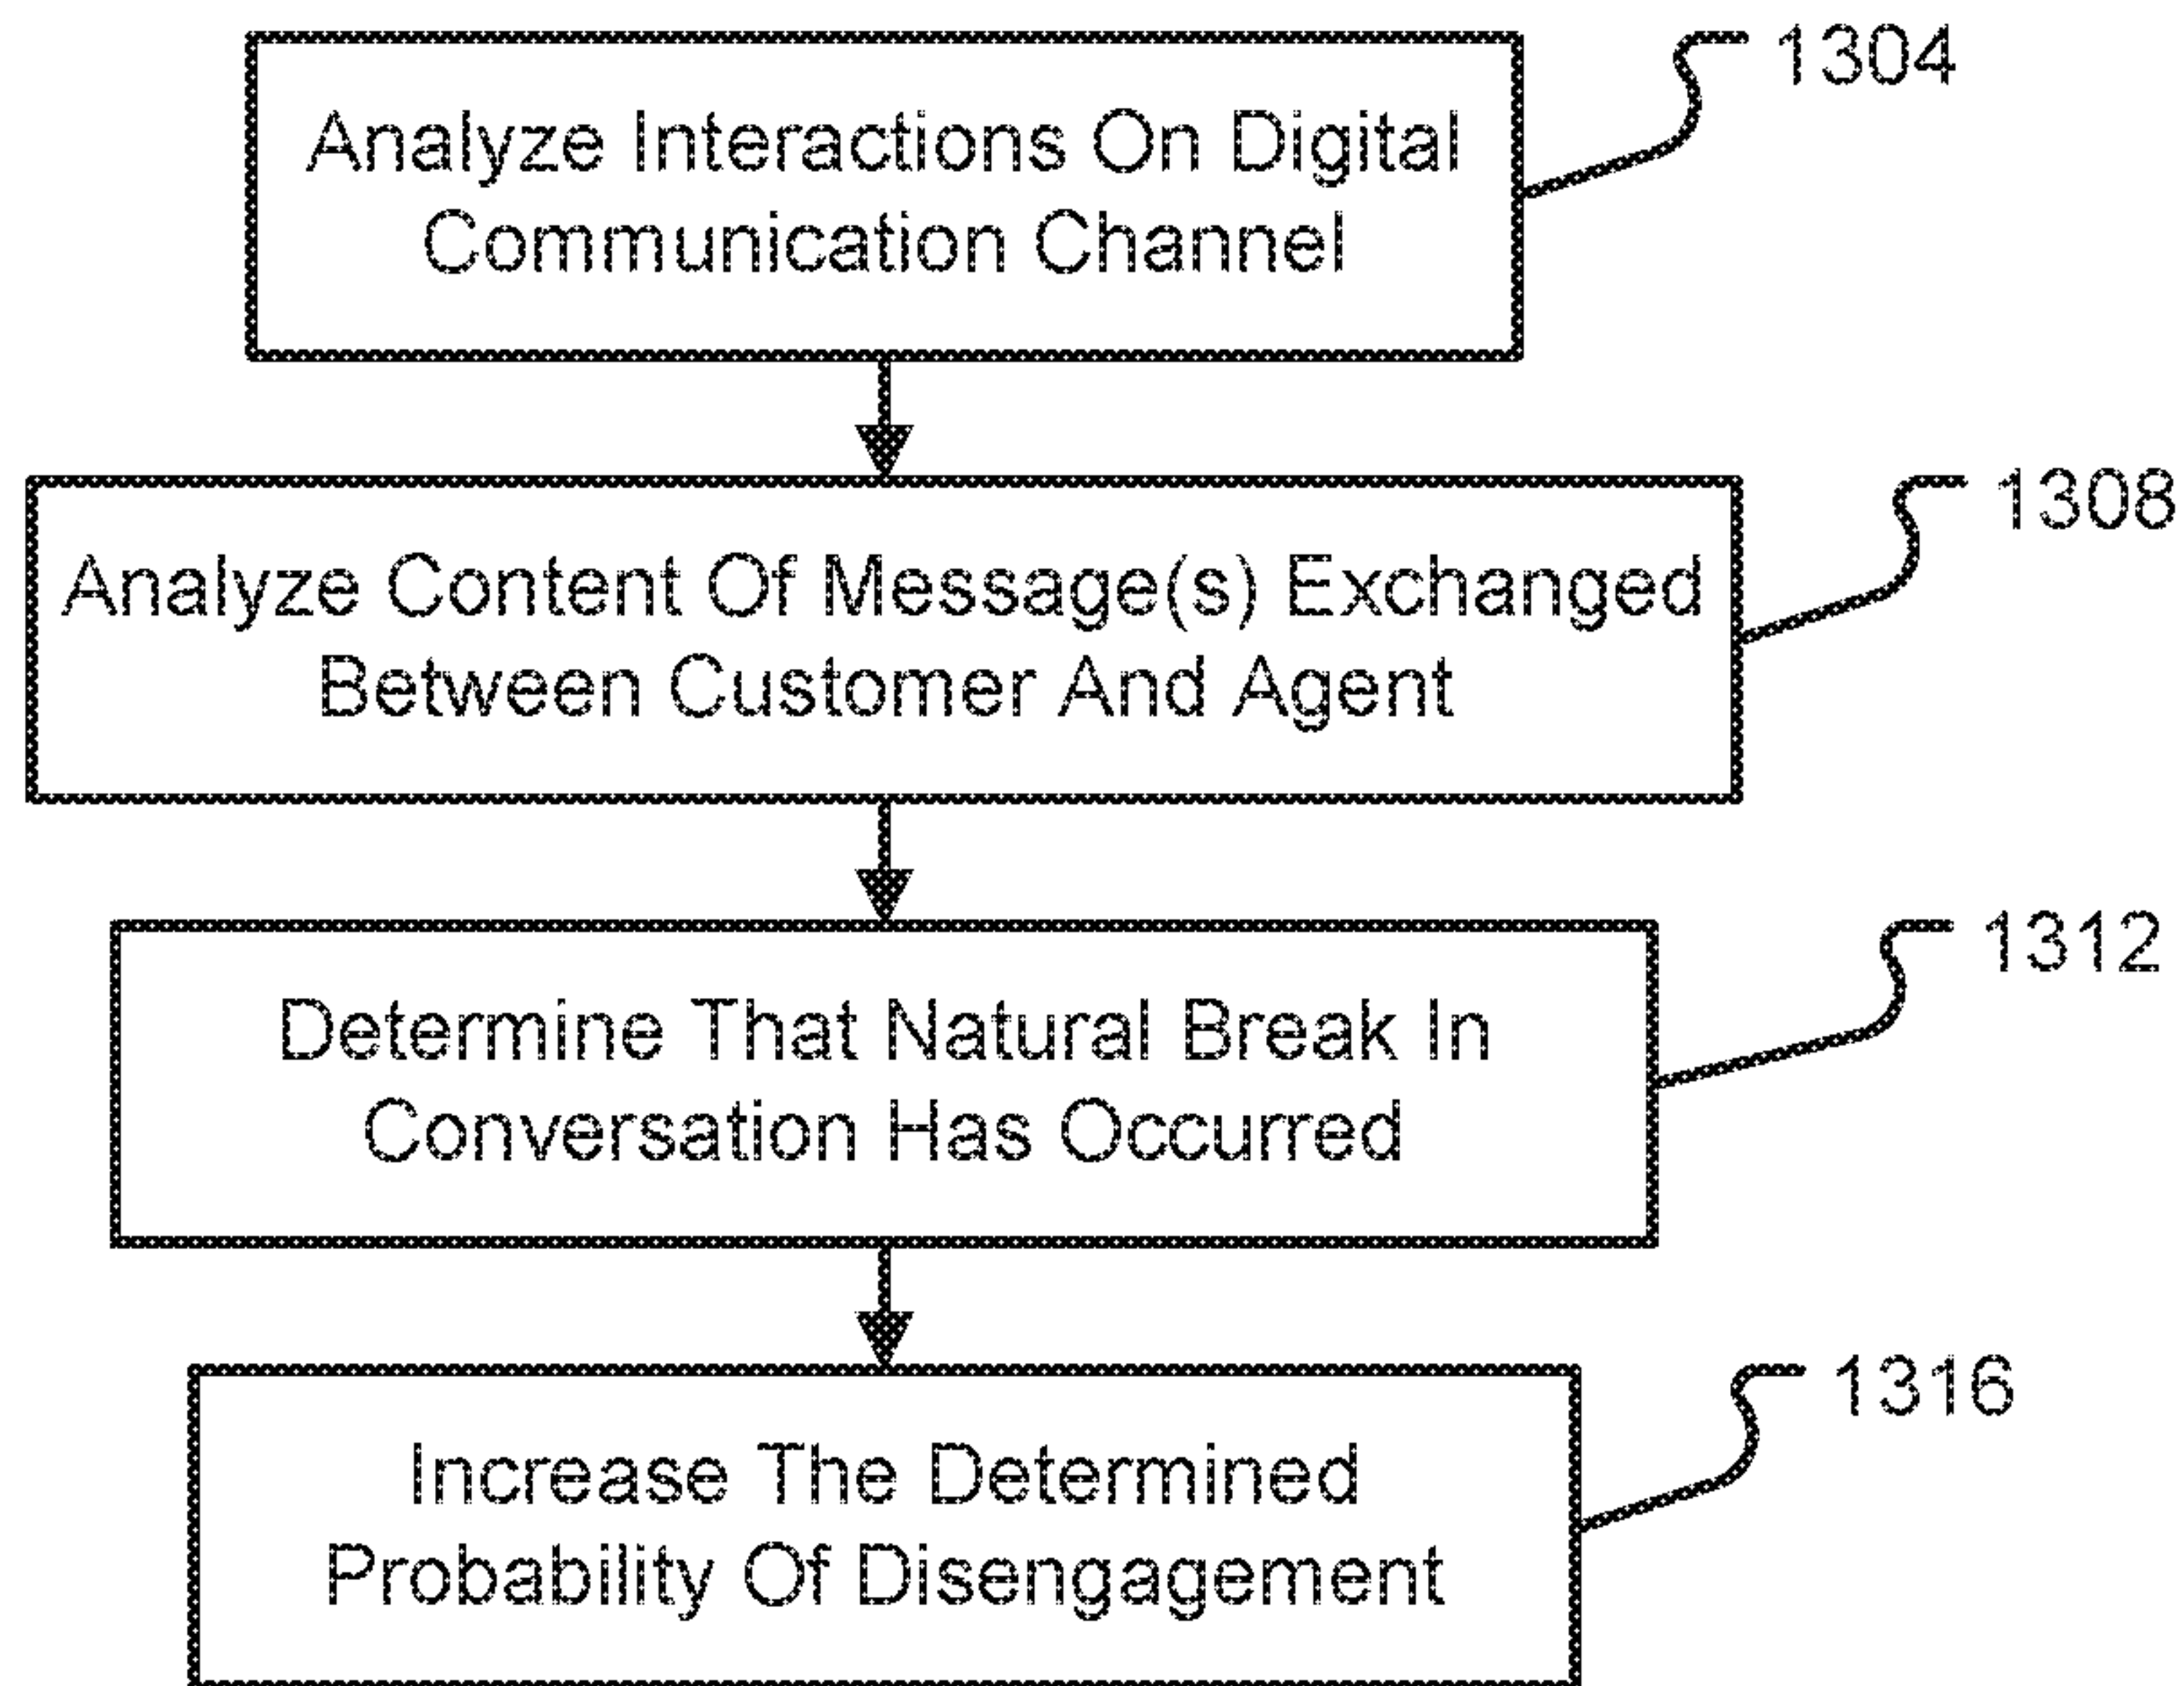 1304
Analyze Interactions On Digital
Communication Channel
1308
Analyze Content Of Message(s) Exchanged
Between Customer And Agent
1312
Determine That Natural Break In
Conversation Has Occurred
1316
Increase The Determined
Probability Of Disengagement